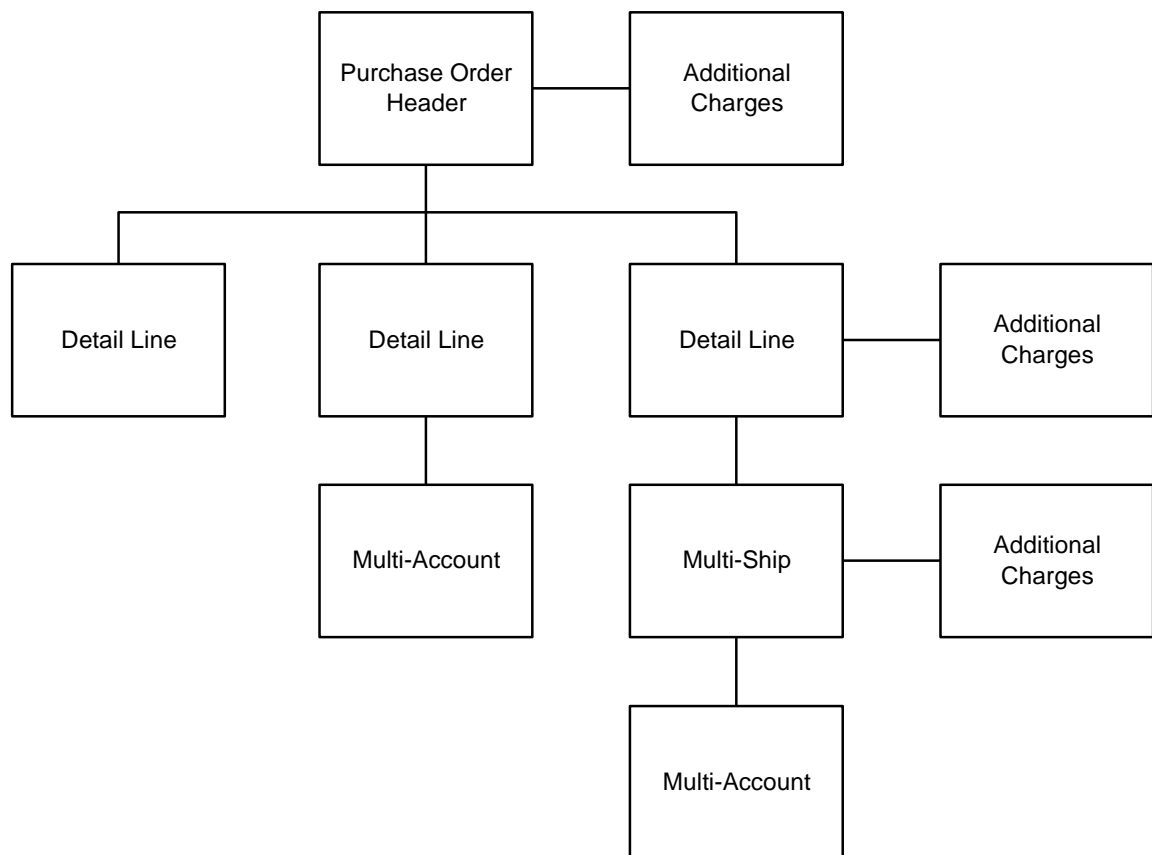 Purchase Order
Header
Additional
Charges
Detail Line
Detail Line
Detail Line
Additional
Charges
Multi-Account
Multi-Ship
Additional
Charges
Multi-Account